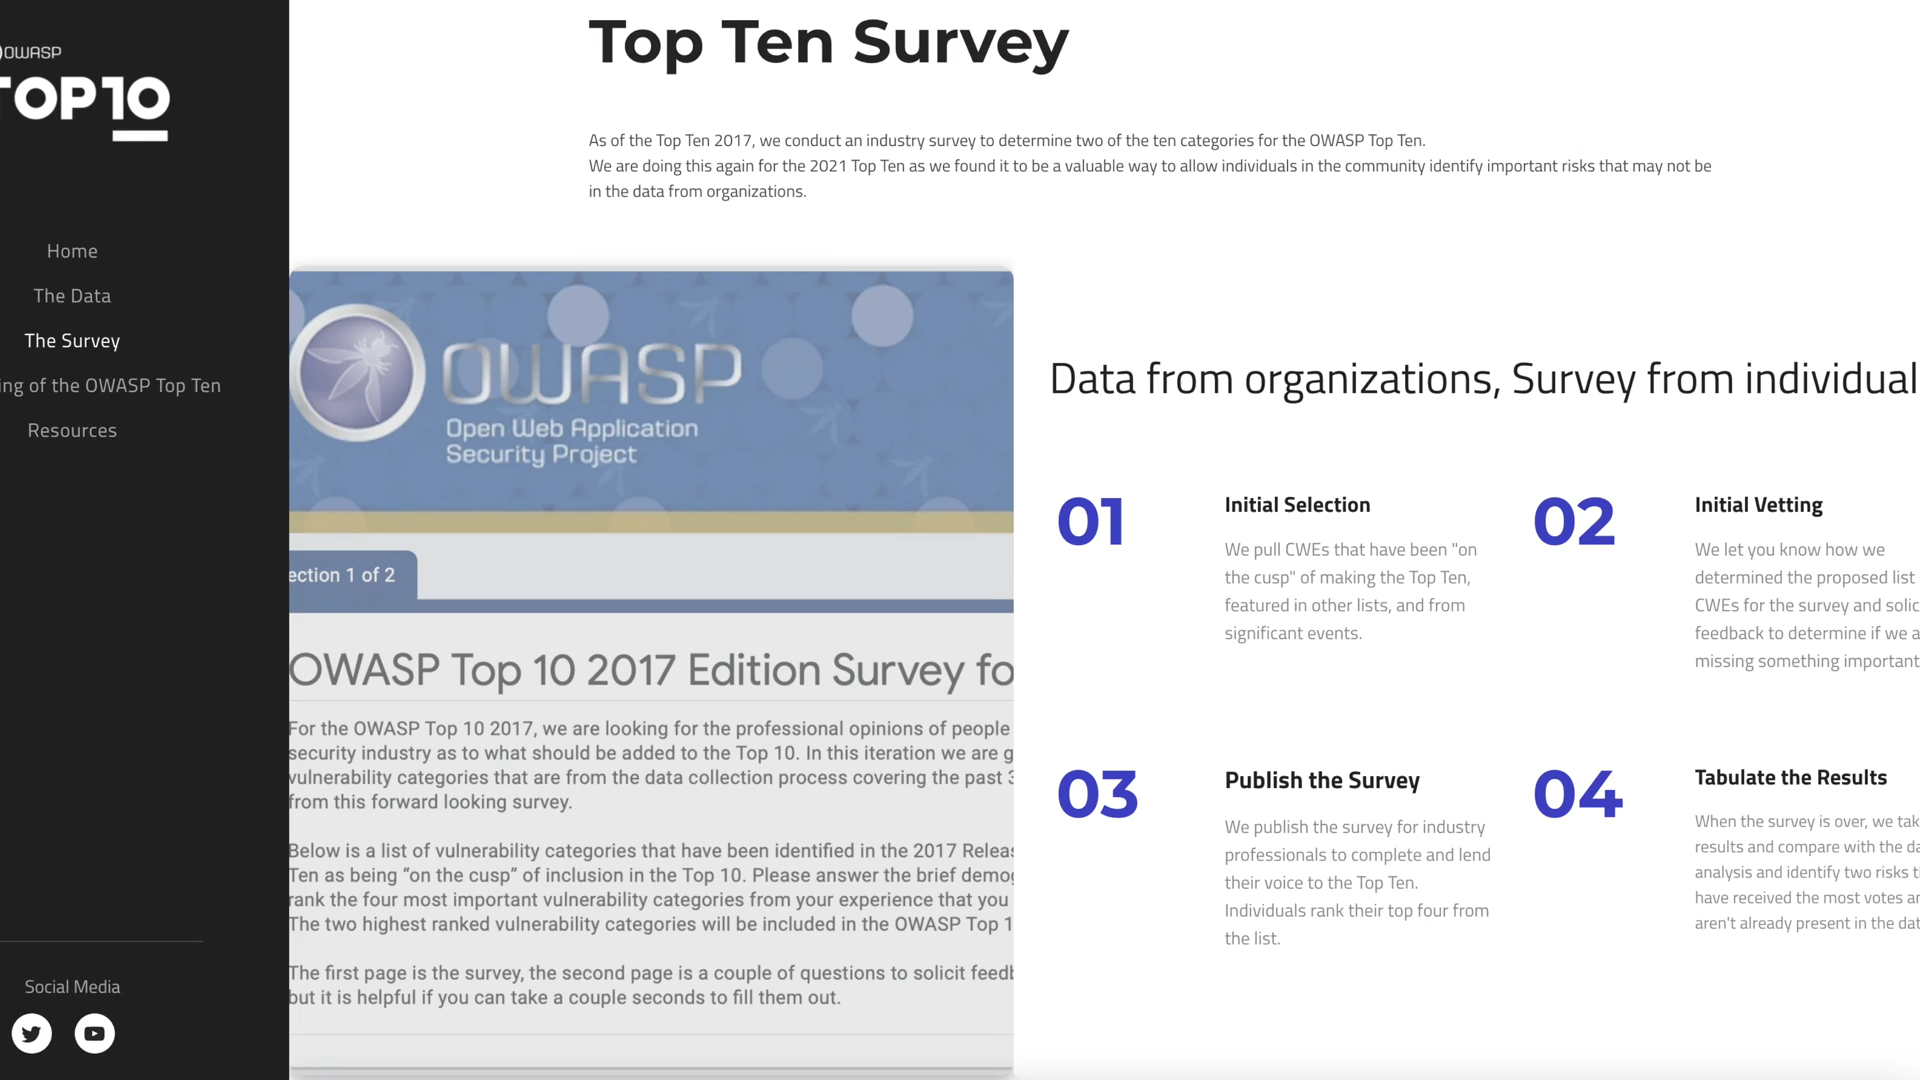 OWASP
TOP10
Home
The Data
The Survey
of the OWASP Top Ten
Resources
Social Media
Top Ten Survey
As of the Top Ten 2017, we conduct an industry survey to determine two of the ten categories for the OWASP Top Ten.
We are doing this again for the 2021 Top Ten as we found it to be a valuable way to allow individuals in the community identify important risks that may not be
in the data from organizations.
OWASP
Open Web Application
Security Project
ection 1 of 2
OWASP Top 10 2017 Edition Survey fo
For the OWASP Top 10 2017, we are looking for the professional opinions of people
security industry as to what should be added to the Top 10. In this iteration we are g
vulnerability categories that are from the data collection process covering the past 3
from this forward looking survey.
Below is a list of vulnerability categories that have been identified in the 2017 Releas
Ten as being “on the cusp” of inclusion in the Top 10. Please answer the brief demog
rank the four most important vulnerability categories from your experience that you
The two highest ranked vulnerability categories will be included in the OWASP Top 1
The first page is the survey, the second page is a couple of questions to solicit feedb
but it is helpful if you can take a couple seconds to fill them out.
Data from organizations, Survey from individual
01
Initial Selection
We pull CWEs that have been "on
the cusp" of making the Top Ten,
featured in other lists, and from
significant events.
02
Initial Vetting
We let you know how we
determined the proposed list
CWEs for the survey and solic
feedback to determine if we a
missing something important
03
Publish the Survey
We publish the survey for industry
professionals to complete and lend
their voice to the Top Ten.
Individuals rank their top four from
the list.
04
Tabulate the Results
When the survey is over, we tak
results and compare with the da
analysis and identify two risks t
have received the most votes a
aren't already present in the dat